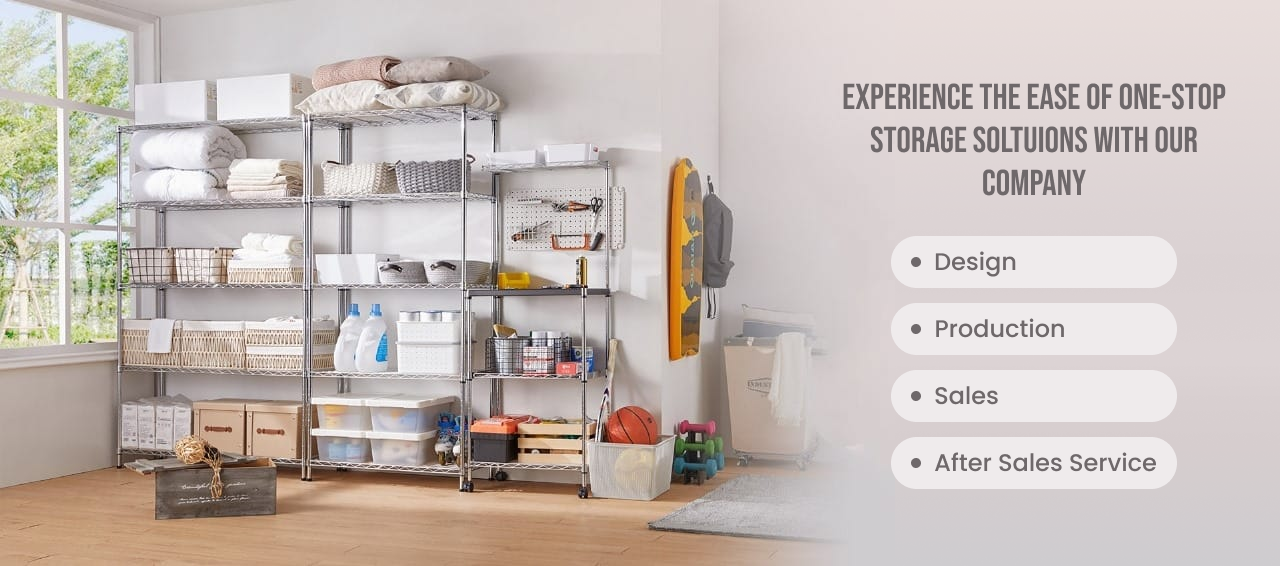 EXPERIENCE THE EASE OF ONE-STOP
STORAGE SOLTUIONS WITH OUR
COMPANY
• Design
• Production
• Sales
• After Sales Service